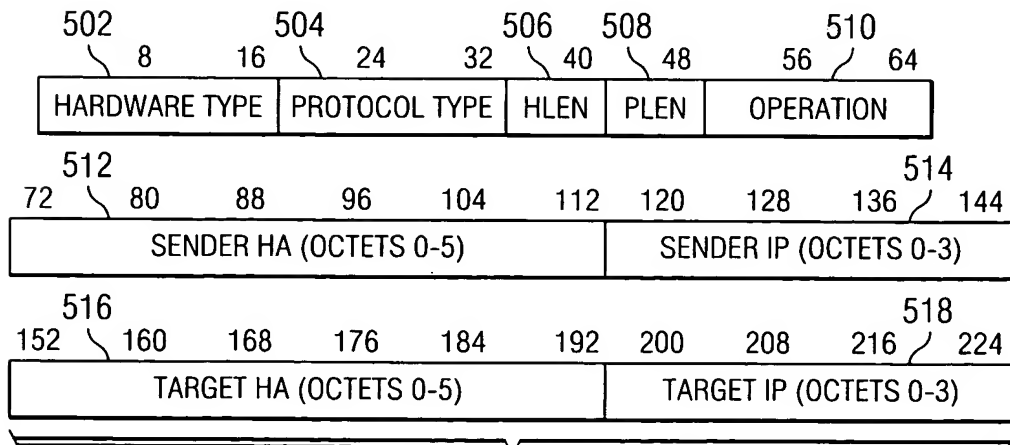 502 504 506 508 510
8 16 24 32 40 48 56 64
HARDWARE TYPE PROTOCOL TYPE HLEN PLEN OPERATION
512 514
72 80 88 96 104 112 120 128 136 144
SENDER HA (OCTETS 0-5) SENDER IP (OCTETS 0-3)
516 518
152 160 168 176 184 192 200 208 216 224
TARGET HA (OCTETS 0-5) TARGET IP (OCTETS 0-3)